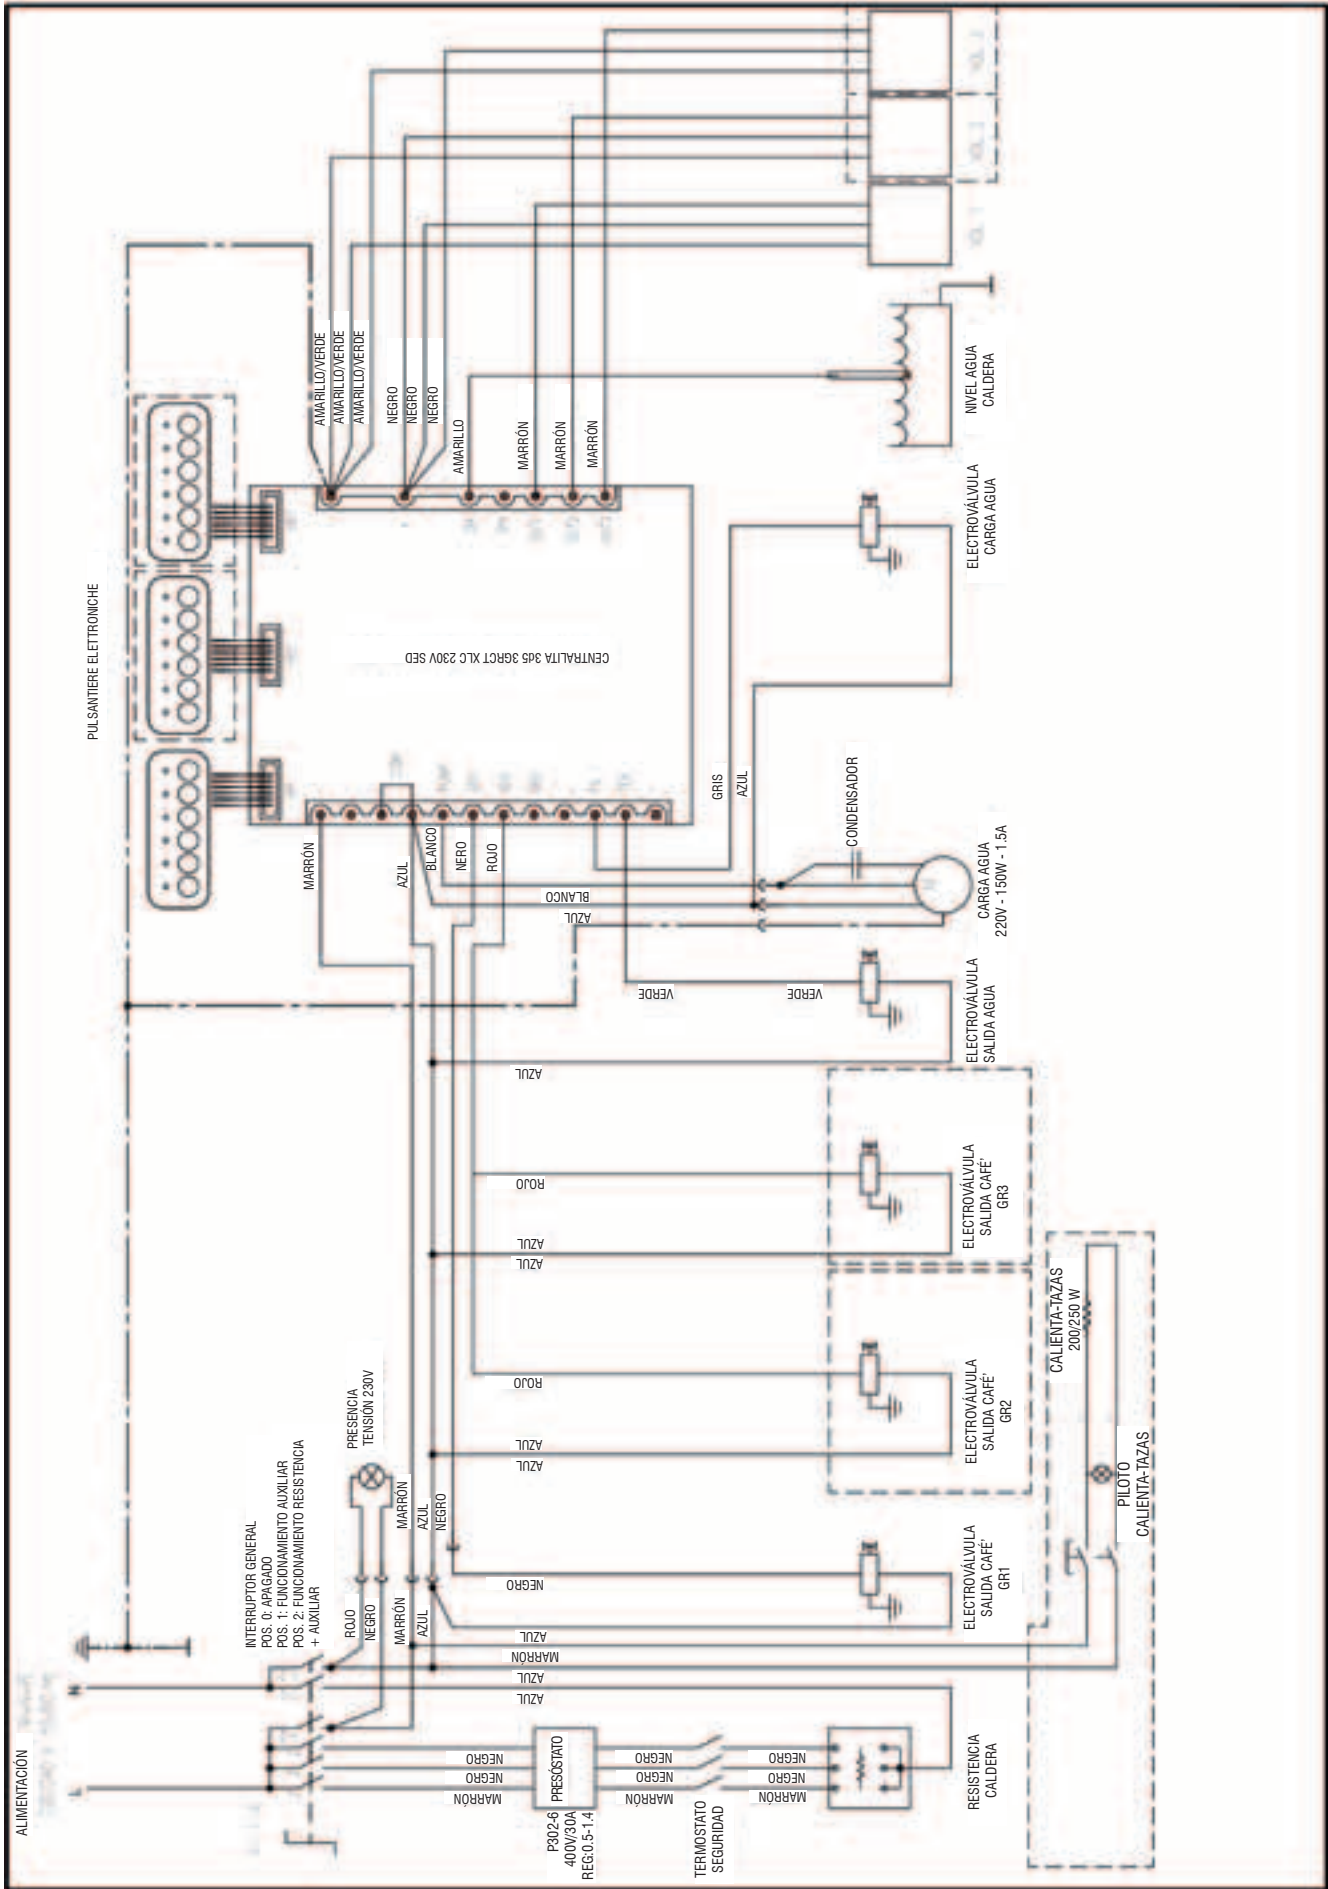 ALIMENTACIÓN
L
N
INTERRUPTOR GENERAL
POS. 0: APAGADO
POS. 1: FUNCIONAMIENTO AUXILIAR
POS. 2: FUNCIONAMIENTO RESISTENCIA
+ AUXILIAR
PRESENCIA
TENSIÓN 230V
ROJO
NEGRO
MARRÓN
AZUL
MARRÓN
AZUL
NEGRO
PULSANTIERE ELETTRONICHE
CENTRALITA 3d5 3GRCT XLC 230V SED
MARRÓN
AZUL
BLANCO
NERO
ROJO
AMARILLO/VERDE
AMARILLO/VERDE
AMARILLO/VERDE
NEGRO
NEGRO
NEGRO
AMARILLO
MARRÓN
MARRÓN
MARRÓN
NEGRO
NEGRO
MARRÓN
P302-6
400V/30A
REG:0.5-1.4
PRESÓSTATO
NEGRO
NEGRO
MARRÓN
TERMOSTATO
SEGURIDAD
NEGRO
NEGRO
MARRÓN
RESISTENCIA
CALDERA
AZUL
MARRÓN
AZUL
AZUL
NEGRO
ELECTROVÁLVULA
SALIDA CAFÉ'
GR1
AZUL
AZUL
ROJO
ELECTROVÁLVULA
SALIDA CAFÉ'
GR2
AZUL
AZUL
ROJO
ELECTROVÁLVULA
SALIDA CAFÉ'
GR3
AZUL
VERDE
VERDE
ELECTROVÁLVULA
SALIDA AGUA
BLANCO
AZUL
CONDENSADOR
CARGA AGUA
220V - 150W - 1.5A
GRIS
AZUL
ELECTROVÁLVULA
CARGA AGUA
NIVEL AGUA
CALDERA
VOL. 1
VOL. 2
VOL. 3
CALIENTA-TAZAS
200/250 W
PILOTO
CALIENTA-TAZAS